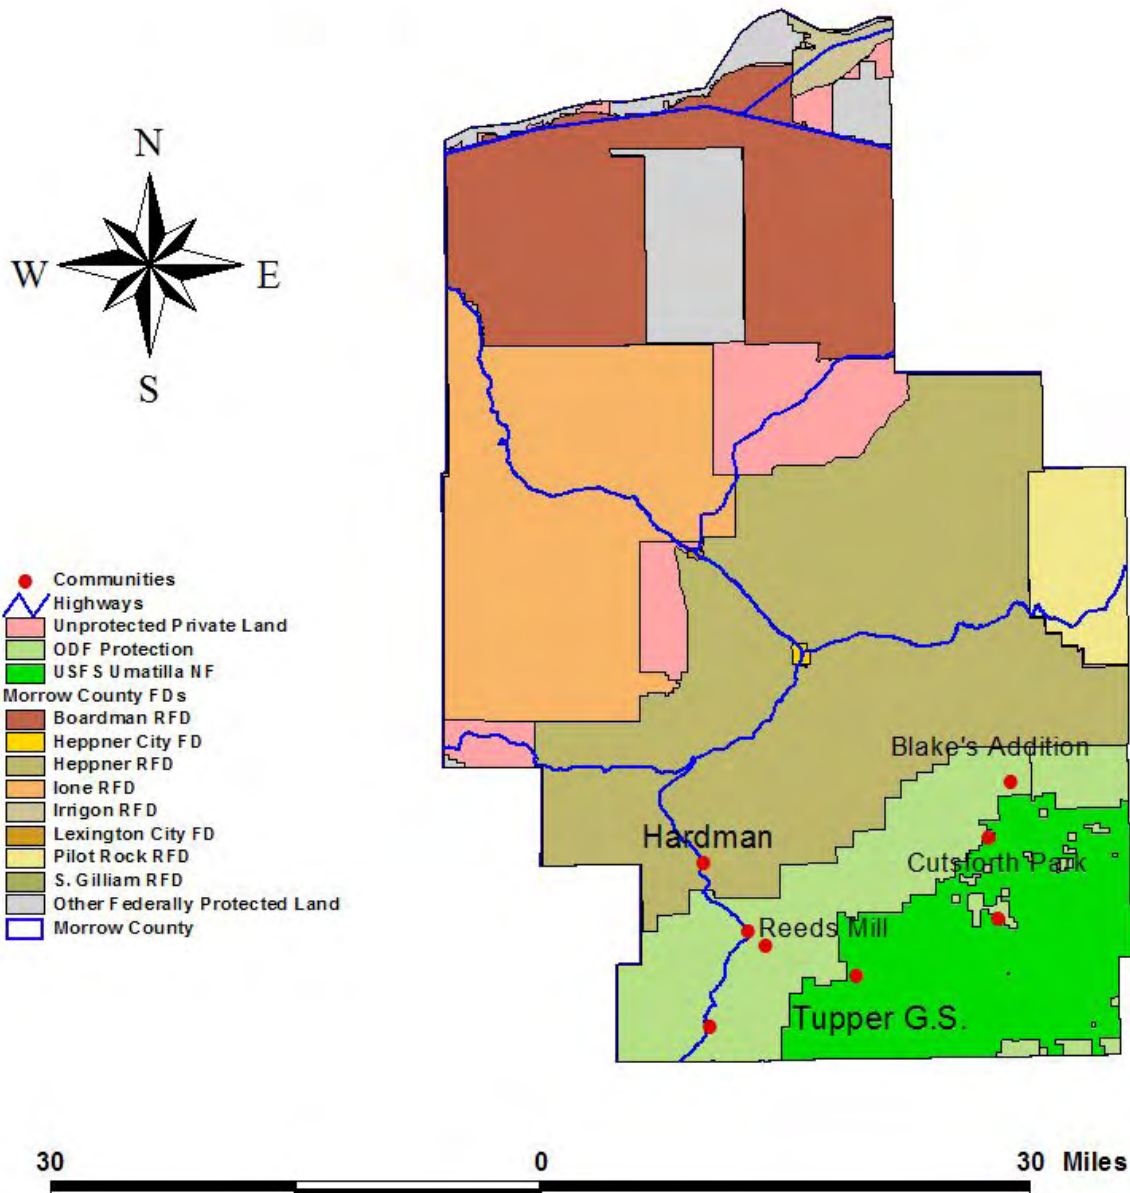 N
W E
S
Communities
Highways
Unprotected Private Land
ODF Protection
USFS Umatilla NF
Morrow County FDs
Boardman RFD
Heppner City FD
Heppner RFD
Ione RFD
Irrigon RFD
Lexington City FD
Pilot Rock RFD
S. Gilliam RFD
Other Federally Protected Land
Morrow County
Blake's Addition
Hardman
Cutsforth Park
Reeds Mill
Tupper G.S.
30 0 30 Miles